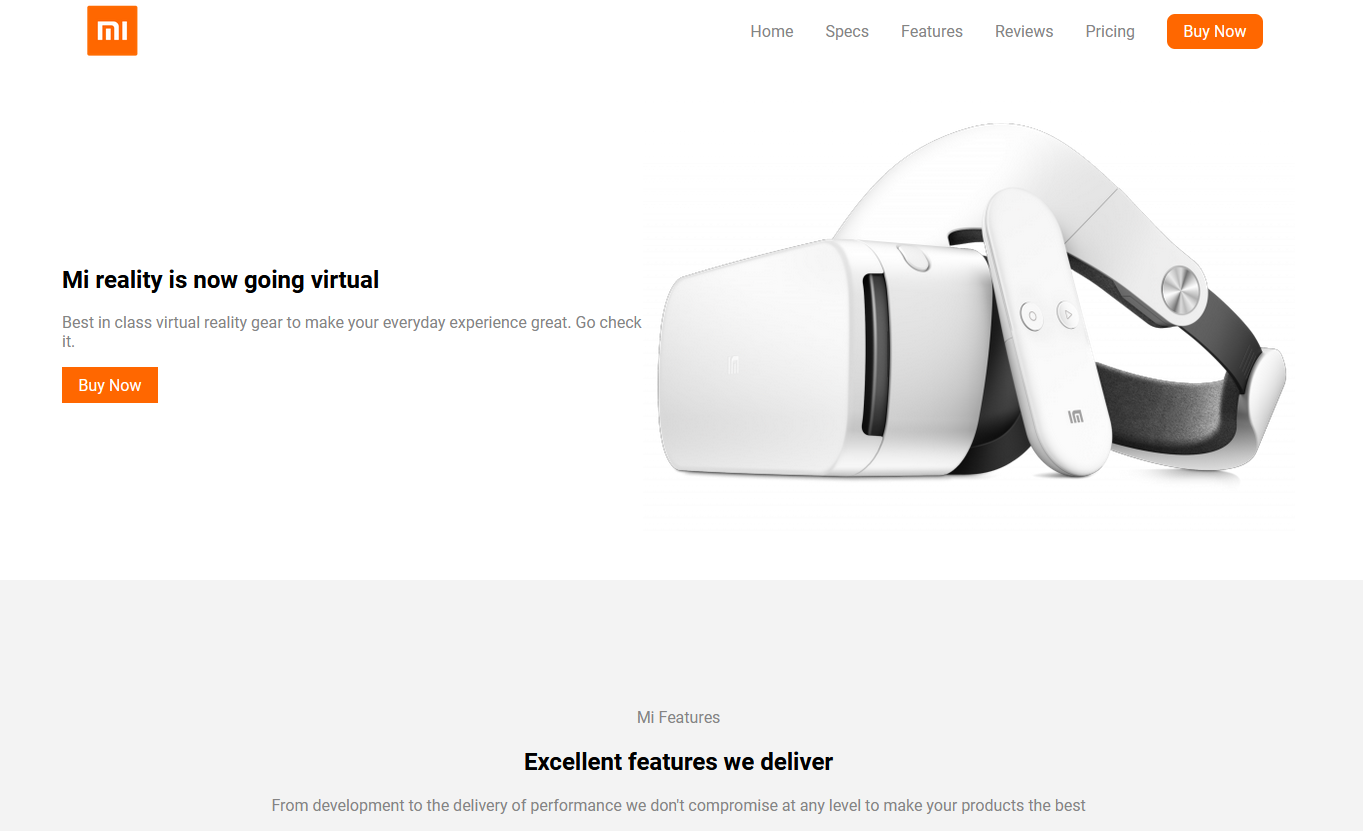 mi
Home Specs Features Reviews Pricing Buy Now
Mi reality is now going virtual
Best in class virtual reality gear to make your everyday experience great. Go check
it.
Buy Now
mi
mi
Mi Features
Excellent features we deliver
From development to the delivery of performance we don't compromise at any level to make your products the best